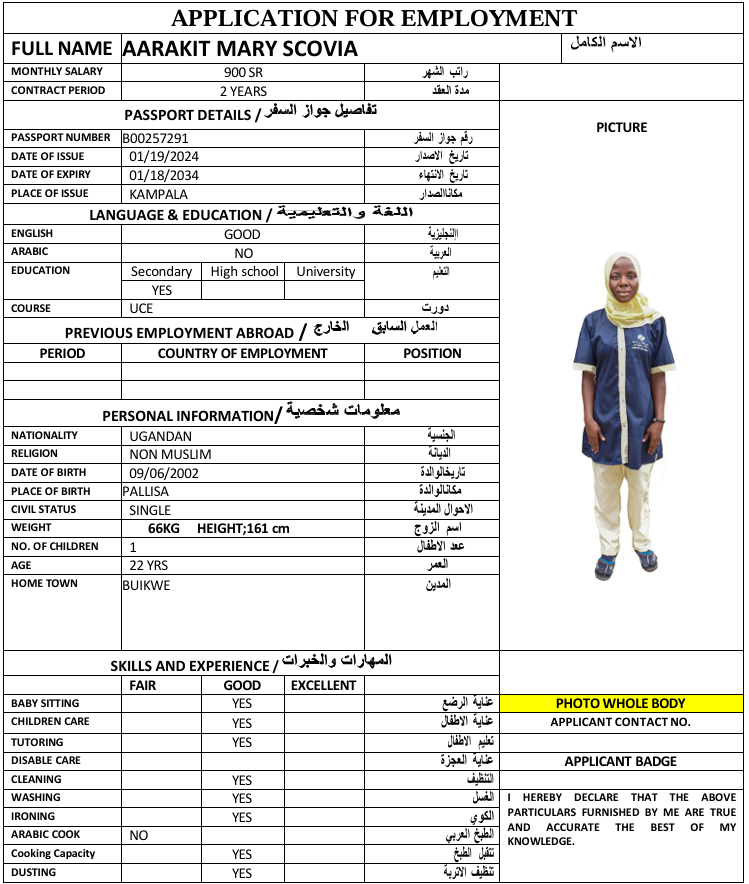 APPLICATION FOR EMPLOYMENT
FULL NAME AARAKIT MARY SCOVIA الاسم الكامل
MONTHLY SALARY 900 SR راتب الشهر
CONTRACT PERIOD 2 YEARS مدة العقد
PASSPORT DETAILS / تفاصيل جواز السفر
PICTURE
PASSPORT NUMBER B00257291 رقم جواز السفر
DATE OF ISSUE 01/19/2024 تاريخ الاصدار
DATE OF EXPIRY 01/18/2034 تاريخ الانتهاء
PLACE OF ISSUE KAMPALA مكاناالصدار
LANGUAGE & EDUCATION / اللغة والتعليمية
ENGLISH GOOD اإلنجليزية
ARABIC NO العربية
EDUCATION Secondary High school University التعليم
YES
COURSE UCE دورت
PREVIOUS EMPLOYMENT ABROAD / العمل السابق الخارج
PERIOD COUNTRY OF EMPLOYMENT POSITION
PERSONAL INFORMATION/ معلومات شخصية
NATIONALITY UGANDAN الجنسية
RELIGION NON MUSLIM الديانة
DATE OF BIRTH 09/06/2002 تاريخالوالدة
PLACE OF BIRTH PALLISA مكانالوالدة
CIVIL STATUS SINGLE الاحوال المدينة
WEIGHT 66KG HEIGHT;161 cm اسم الزوج
NO. OF CHILDREN 1 عدد الاطفال
AGE 22 YRS العمر
HOME TOWN BUIKWE المدين
SKILLS AND EXPERIENCE / المهارات والخبرات
FAIR GOOD EXCELLENT
BABY SITTING YES عناية الرضع
PHOTO WHOLE BODY
CHILDREN CARE YES عناية الاطفال
APPLICANT CONTACT NO.
TUTORING YES تعليم الاطفال
DISABLE CARE عناية العجزة
APPLICANT BADGE
CLEANING YES التنظيف
WASHING YES الغسل
IRONING YES الكوي
ARABIC COOK NO الطبخ العربي
Cooking Capacity YES تتقبل الطبخ
DUSTING YES تنظيف الاتربة
I HEREBY DECLARE THAT THE ABOVE
PARTICULARS FURNISHED BY ME ARE TRUE
AND ACCURATE THE BEST OF MY
KNOWLEDGE.